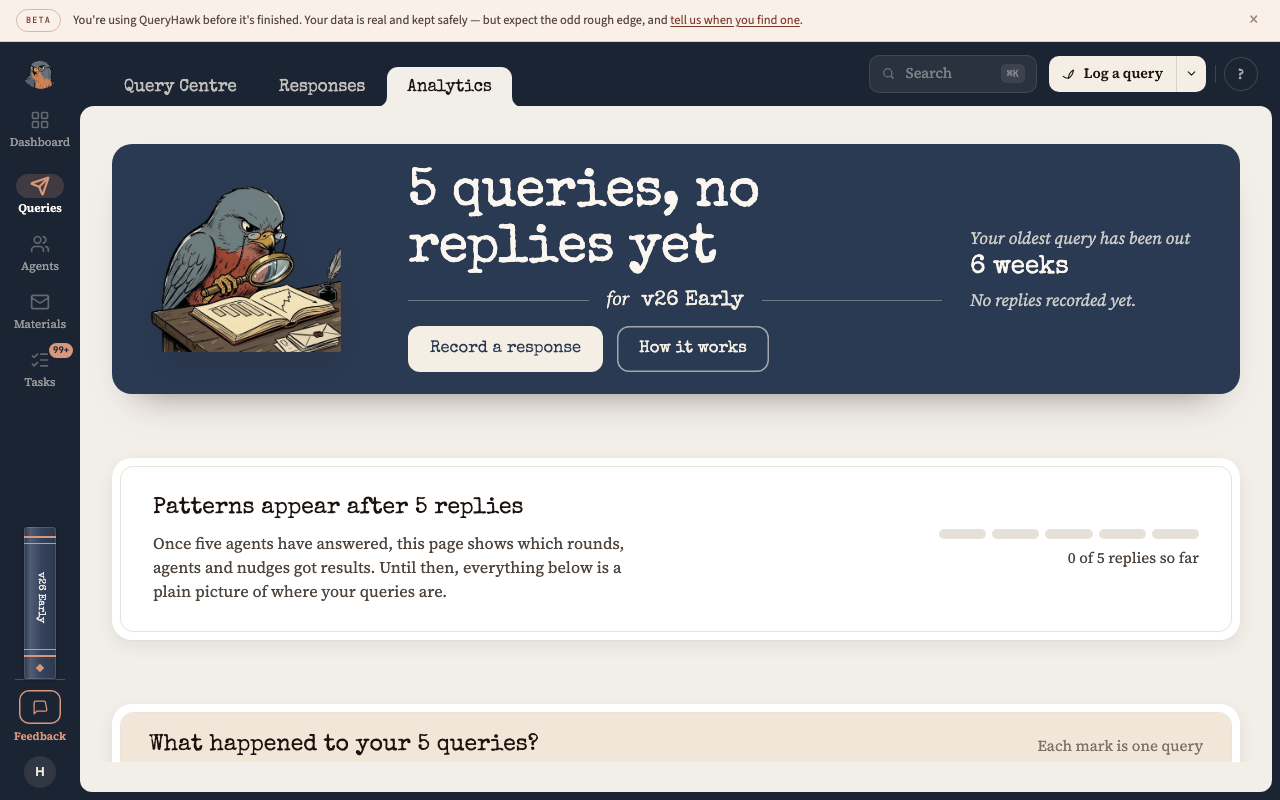 BETA
You're using QueryHawk before it's finished. Your data is real and kept safely — but expect the odd rough edge, and tell us when you find one.
×
Query Centre
Responses
Analytics
Search
⌘K
Log a query
?
Dashboard
Queries
Agents
Materials
99+
Tasks
v26 Early
Feedback
H
5 queries, no
replies yet
for v26 Early
Record a response
How it works
Your oldest query has been out
6 weeks
No replies recorded yet.
Patterns appear after 5 replies
Once five agents have answered, this page shows which rounds,
agents and nudges got results. Until then, everything below is a
plain picture of where your queries are.
0 of 5 replies so far
What happened to your 5 queries?
Each mark is one query